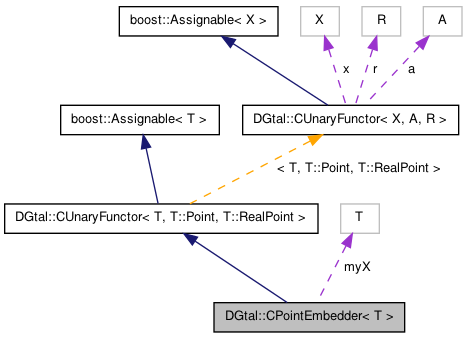 boost::Assignable< X >
X
R
A
x
r
a
boost::Assignable< T >
DGtal::CUnaryFunctor< X, A, R >
< T, T::Point, T::RealPoint >
DGtal::CUnaryFunctor< T, T::Point, T::RealPoint >
T
myX
DGtal::CPointEmbedder< T >